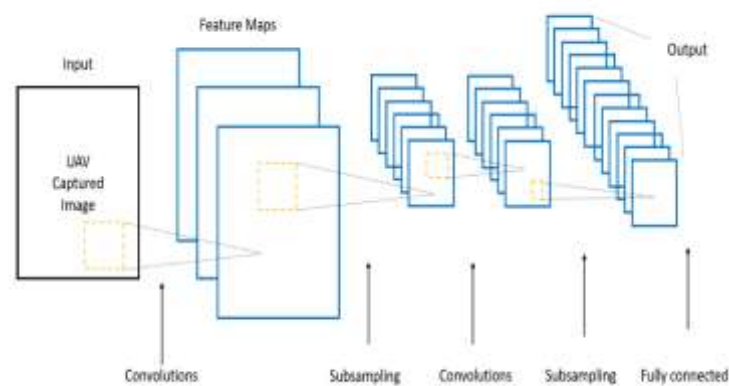 Feature Maps
Input
Output
UAV
Captured
Image
Convolutions
Subsampling
Convolutions
Subsampling
Fully connected